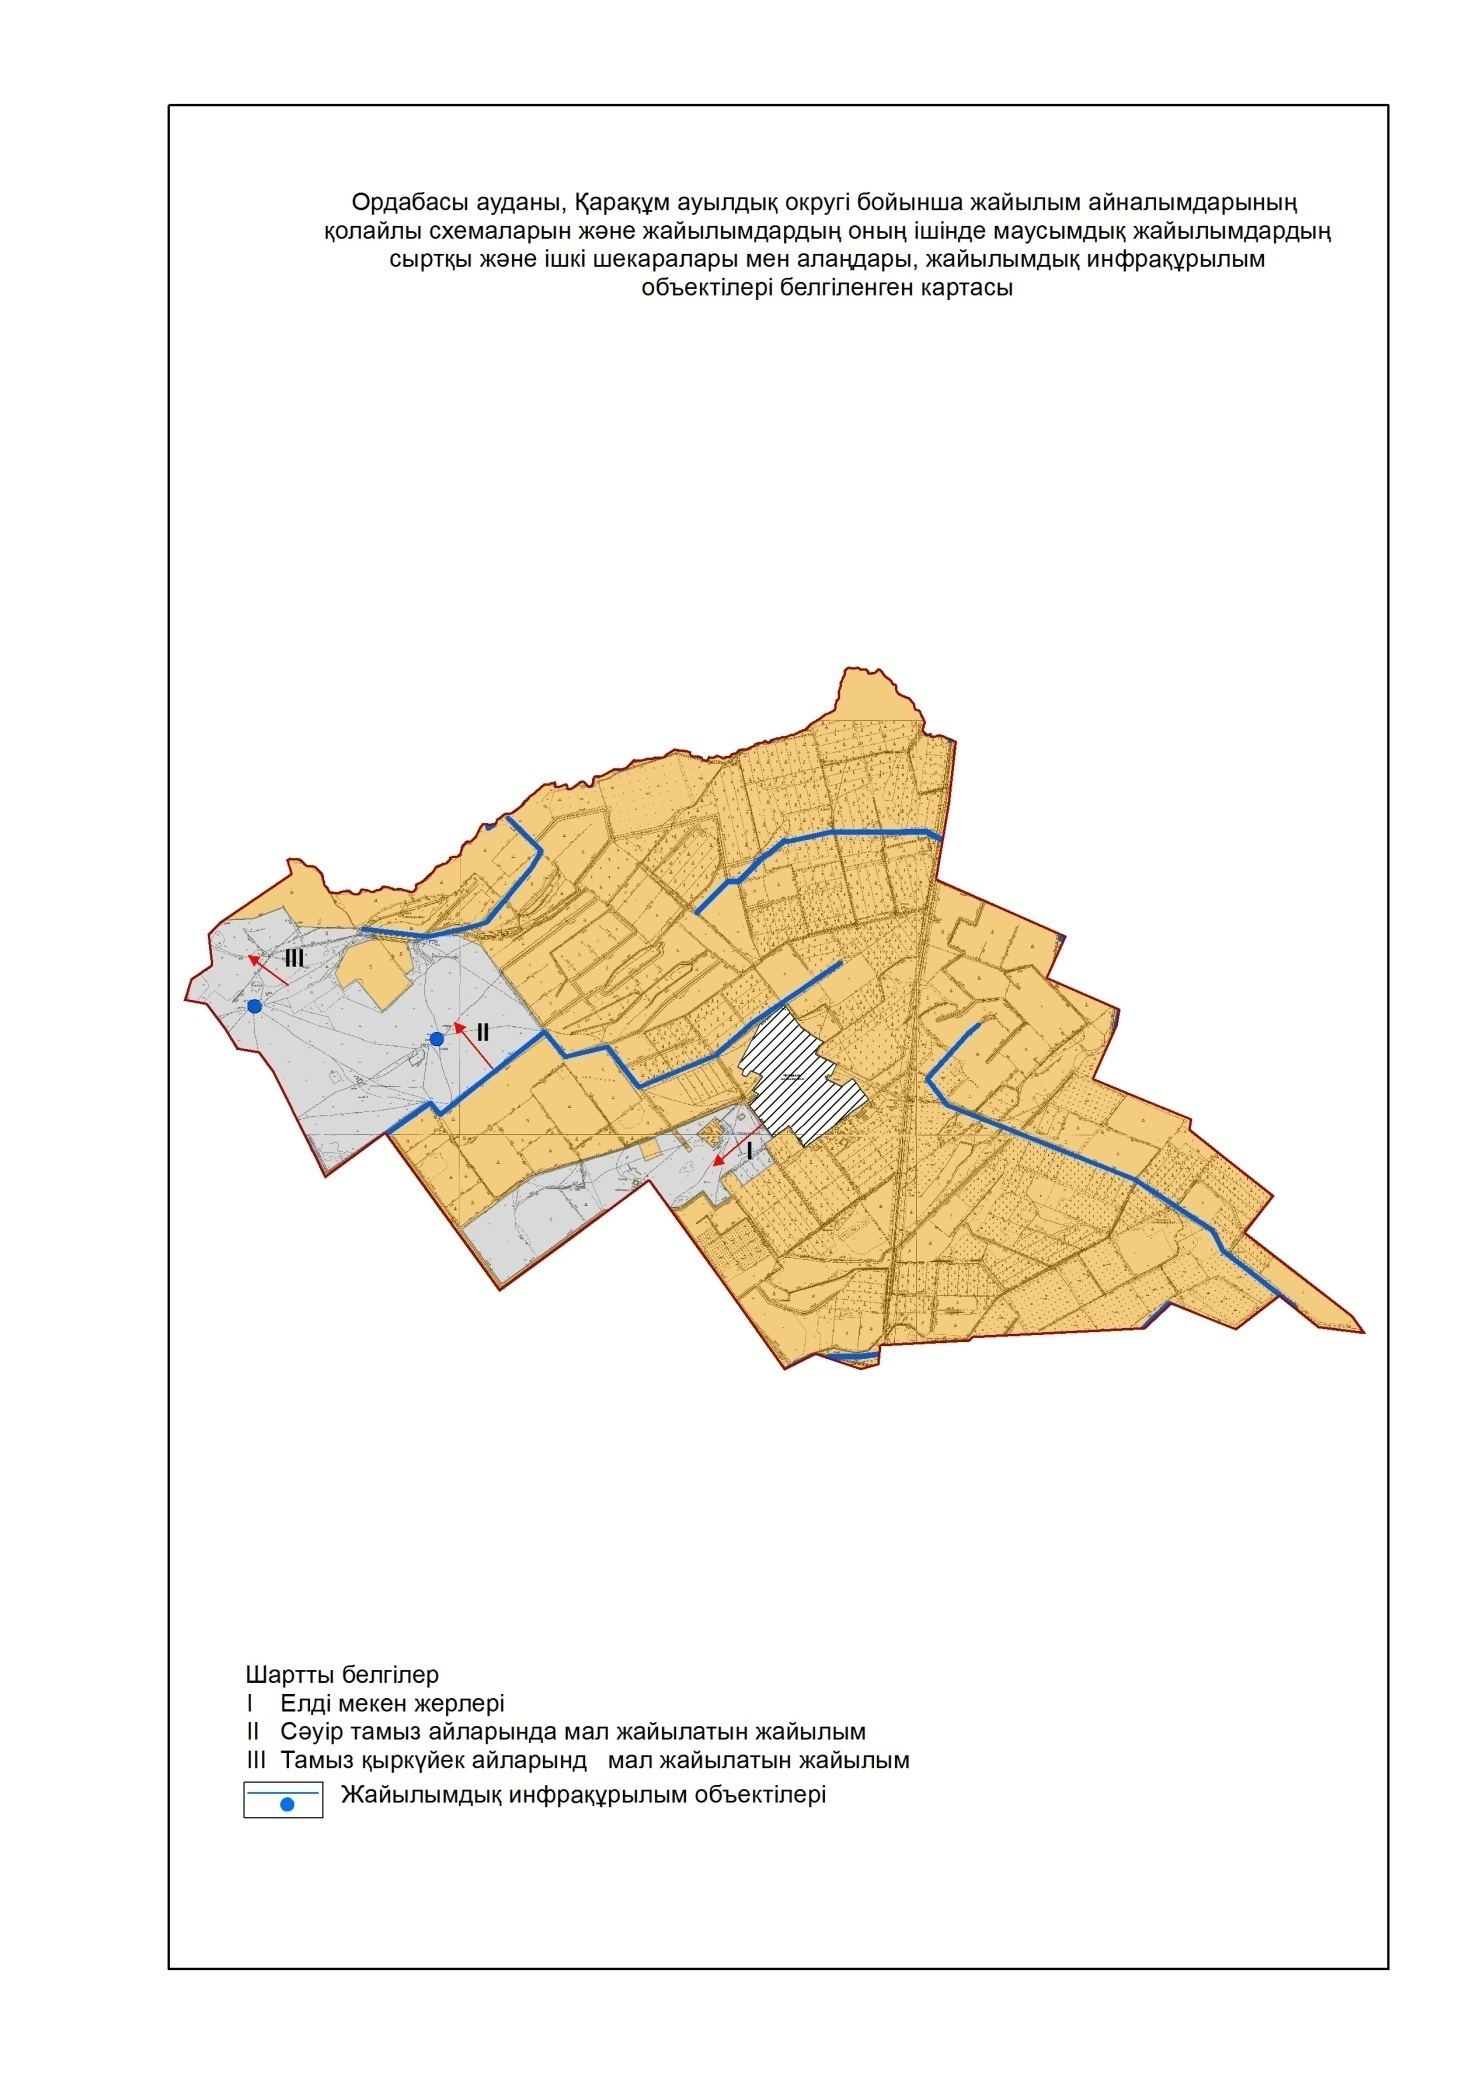 Ордабасы ауданы, Қарақұм ауылдық округі бойынша жайылым айналымдарының
қолайлы схемаларын және жайылымдардың оның ішінде маусымдық жайылымдардың
сыртқы және ішкі шекаралары мен алаңдары, жайылымдық инфрақұрылым
объектілері белгіленген картасы
III
II
I
Шартты белгілер
I Елді мекен жерлері
II Сәуір тамыз айларында мал жайылатын жайылым
III Тамыз қыркүйек айларынд мал жайылатын жайылым
Жайылымдық инфрақұрылым объектілері